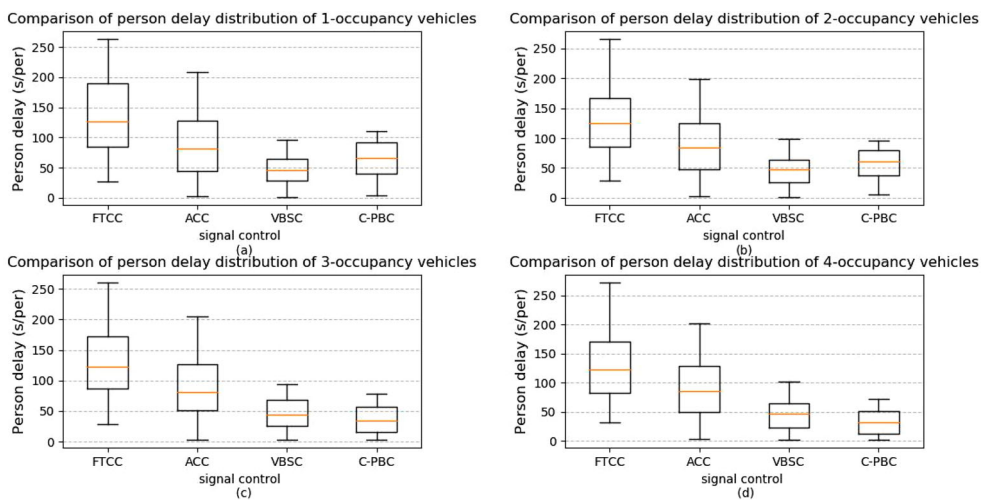 Comparison of person delay distribution of 1-occupancy vehicles
Person delay (s/per)
250
200
150
100
50
0
FTCC ACC VBSC C-PBC
signal control
(a)
Comparison of person delay distribution of 2-occupancy vehicles
Person delay (s/per)
250
200
150
100
50
0
FTCC ACC VBSC C-PBC
signal control
(b)
Comparison of person delay distribution of 3-occupancy vehicles
Person delay (s/per)
250
200
150
100
50
0
FTCC ACC VBSC C-PBC
signal control
(c)
Comparison of person delay distribution of 4-occupancy vehicles
Person delay (s/per)
250
200
150
100
50
0
FTCC ACC VBSC C-PBC
signal control
(d)